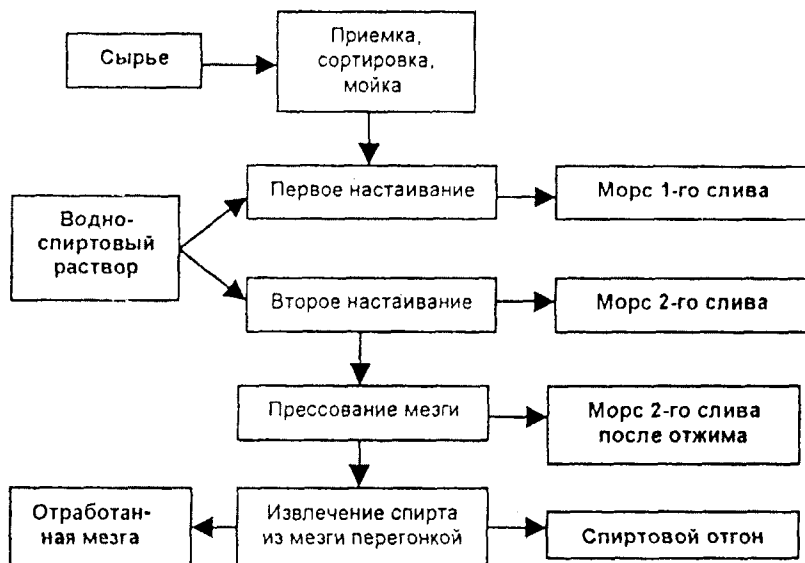 Сырье
Приемка,
сортировка,
мойка
Первое настаивание
Морс 1-го слива
Водно-
спиртовый
раствор
Второе настаивание
Морс 2-го слива
Прессование мезги
Морс 2-го слива
после отжима
Отработан-
ная мезга
Извлечение спирта
из мезги перегонкой
Спиртовой отгон